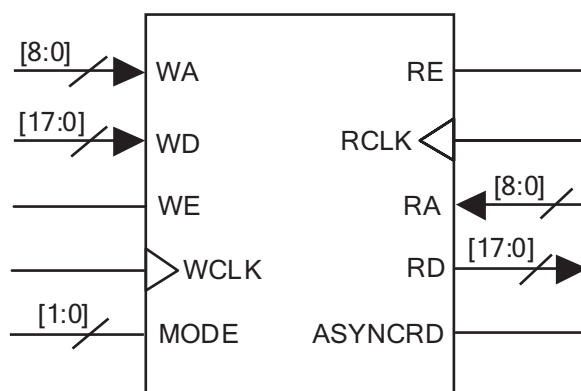 [8:0] WA RE
[17:0] WD RCLK
WE RA [8:0]
WCLK RD [17:0]
[1:0] MODE ASYNCRD